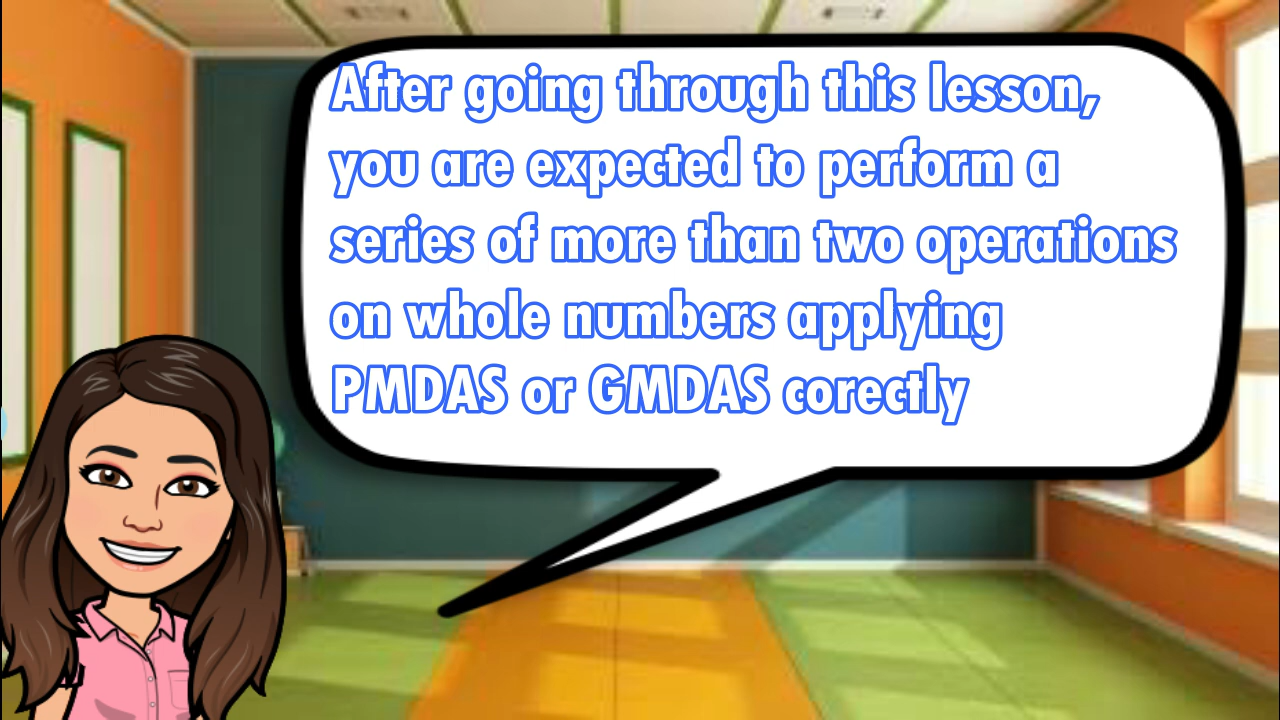 After going through this lesson,
you are expected to perform a
series of more than two operations
on whole numbers applying
PMDAS or GMDAS corectly